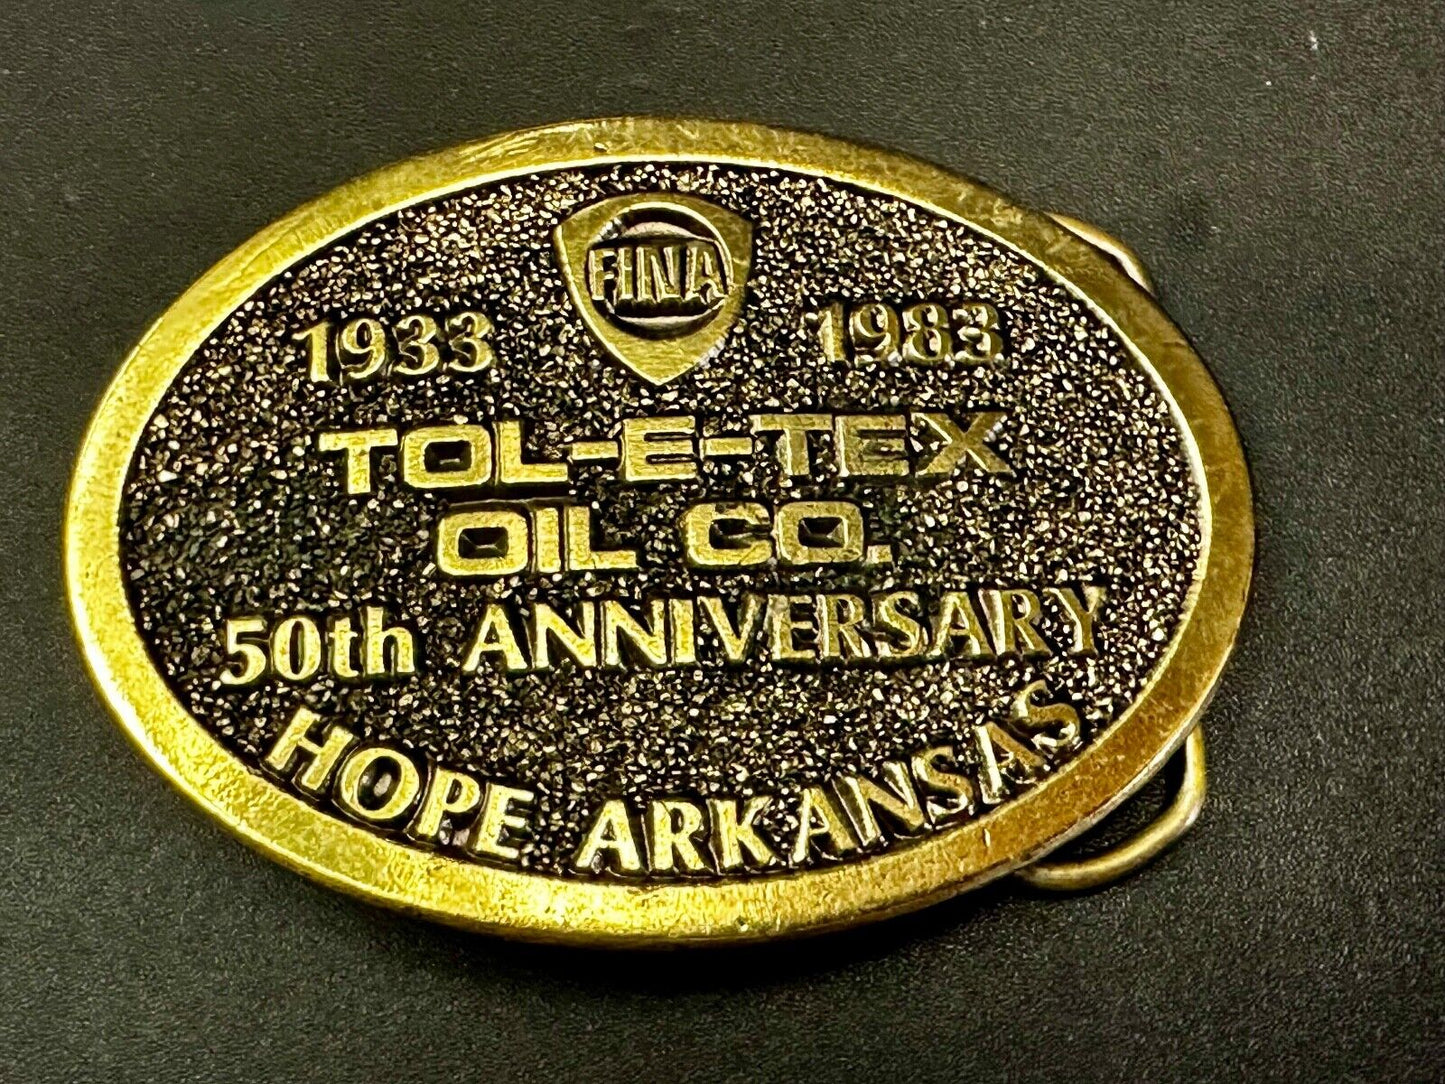 FINA
1933 1983
TOL-E-TEX
OIL CO.
50th ANNIVERSARY
HOPE ARKANSAS